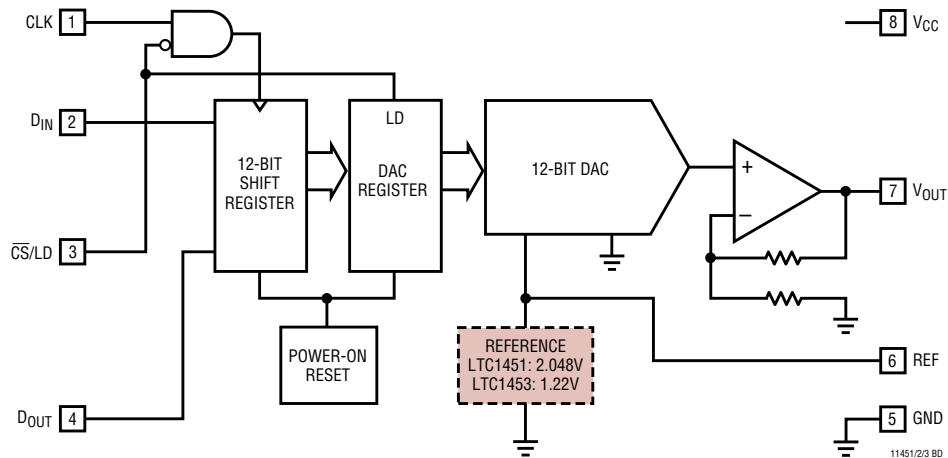 CLK 1
8 VCC
DIN 2
LD
12-BIT
SHIFT
REGISTER
DAC
REGISTER
12-BIT DAC
+
−
7 VOUT
C̅S̅/LD 3
POWER-ON
RESET
REFERENCE
LTC1451: 2.048V
LTC1453: 1.22V
6 REF
DOUT 4
5 GND
11451/2/3 BD